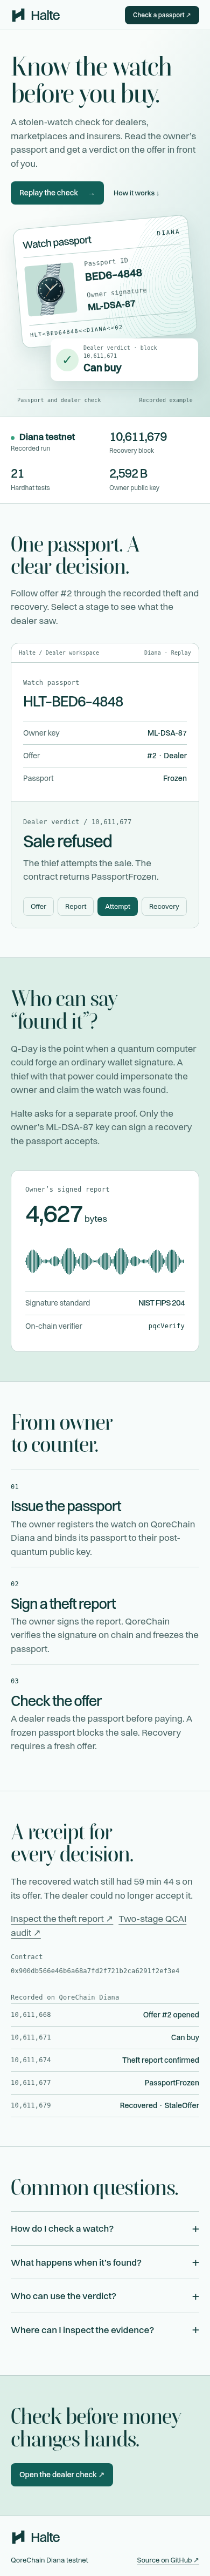 Halte
Check a passport ↗
Know the watch
before you buy.
A stolen-watch check for dealers,
marketplaces and insurers. Read the owner's
passport and get a verdict on the offer in front
of you.
Replay the check →
How it works ↓
Watch passport
DIANA
Passport ID
BED6–4848
Owner signature
ML-DSA-87
HLT<BED64848<<DIANA<<02
Dealer verdict · block
10,611,671
✓
Can buy
Passport and dealer check
Recorded example
Diana testnet
Recorded run
10,611,679
Recovery block
21
Hardhat tests
2,592 B
Owner public key
One passport. A
clear decision.
Follow offer #2 through the recorded theft and
recovery. Select a stage to see what the
dealer saw.
Halte / Dealer workspace
Diana · Replay
Watch passport
HLT–BED6–4848
Owner key
ML-DSA-87
Offer
#2 · Dealer
Passport
Frozen
Dealer verdict / 10,611,677
Sale refused
The thief attempts the sale. The
contract returns PassportFrozen.
Offer
Report
Attempt
Recovery
Who can say
“found it”?
Q-Day is the point when a quantum computer
could forge an ordinary wallet signature. A
thief with that power could impersonate the
owner and claim the watch was found.
Halte asks for a separate proof. Only the
owner's ML-DSA-87 key can sign a recovery
the passport accepts.
Owner's signed report
4,627 bytes
Signature standard
NIST FIPS 204
On-chain verifier
pqcVerify
From owner
to counter.
01
Issue the passport
The owner registers the watch on QoreChain
Diana and binds its passport to their post-
quantum public key.
02
Sign a theft report
The owner signs the report. QoreChain
verifies the signature on chain and freezes the
passport.
03
Check the offer
A dealer reads the passport before paying. A
frozen passport blocks the sale. Recovery
requires a fresh offer.
A receipt for
every decision.
The recovered watch still had 59 min 44 s on
its offer. The dealer could no longer accept it.
Inspect the theft report ↗ Two-stage QCAI
audit ↗
Contract
0x900db566e46b6a68a7fd2f721b2ca6291f2ef3e4
Recorded on QoreChain Diana
10,611,668
Offer #2 opened
10,611,671
Can buy
10,611,674
Theft report confirmed
10,611,677
PassportFrozen
10,611,679
Recovered · StaleOffer
Common questions.
How do I check a watch? +
What happens when it's found? +
Who can use the verdict? +
Where can I inspect the evidence? +
Check before money
changes hands.
Open the dealer check ↗
Halte
QoreChain Diana testnet
Source on GitHub ↗